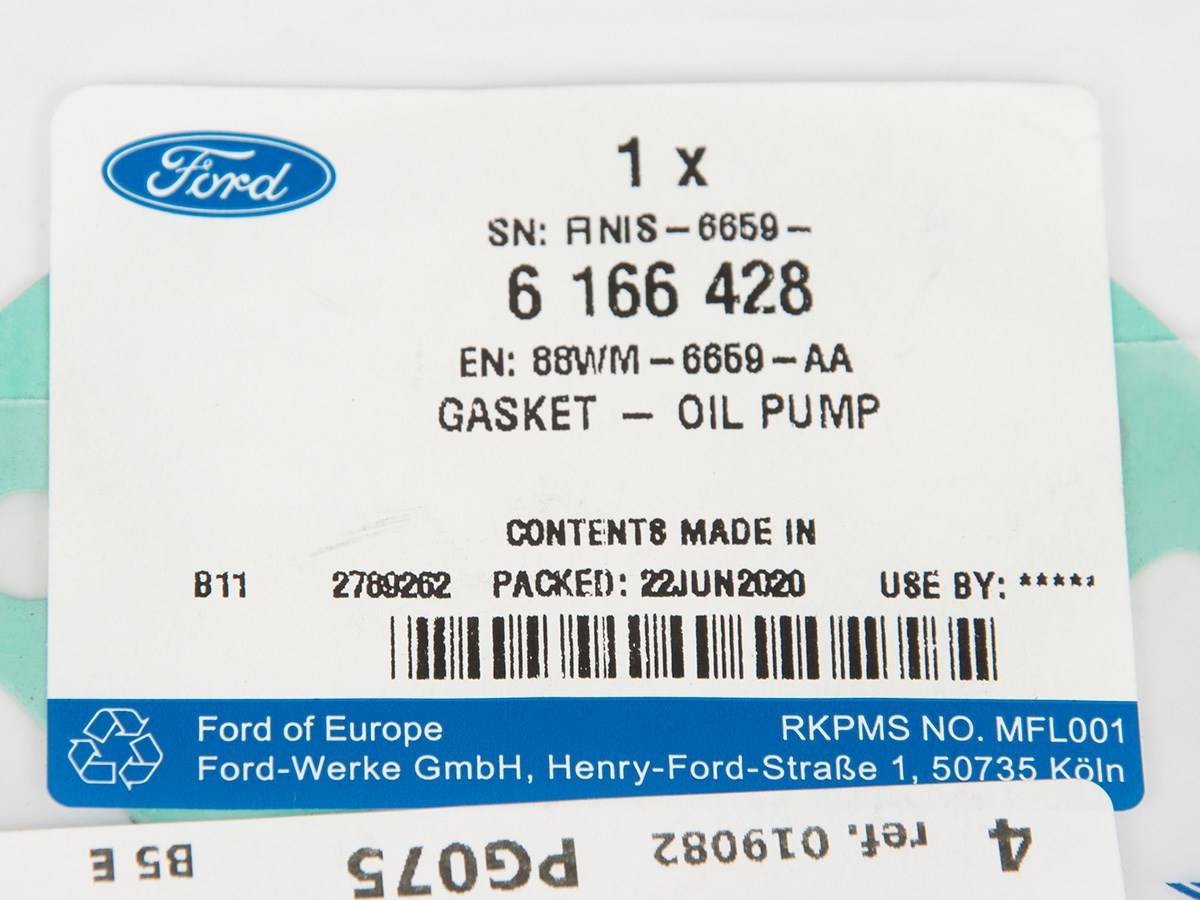 Ford
1 x
SN: FINIS-6659-
6 166 428
EN: 88WM-6659-AA
GASKET - OIL PUMP
CONTENTS MADE IN
B11 2789262 PACKED: 22JUN2020 USE BY: *****
Ford of Europe RKPMS NO. MFL001
Ford-Werke GmbH, Henry-Ford-Straße 1, 50735 Köln
4 ref. 019082 PG075 B5 E